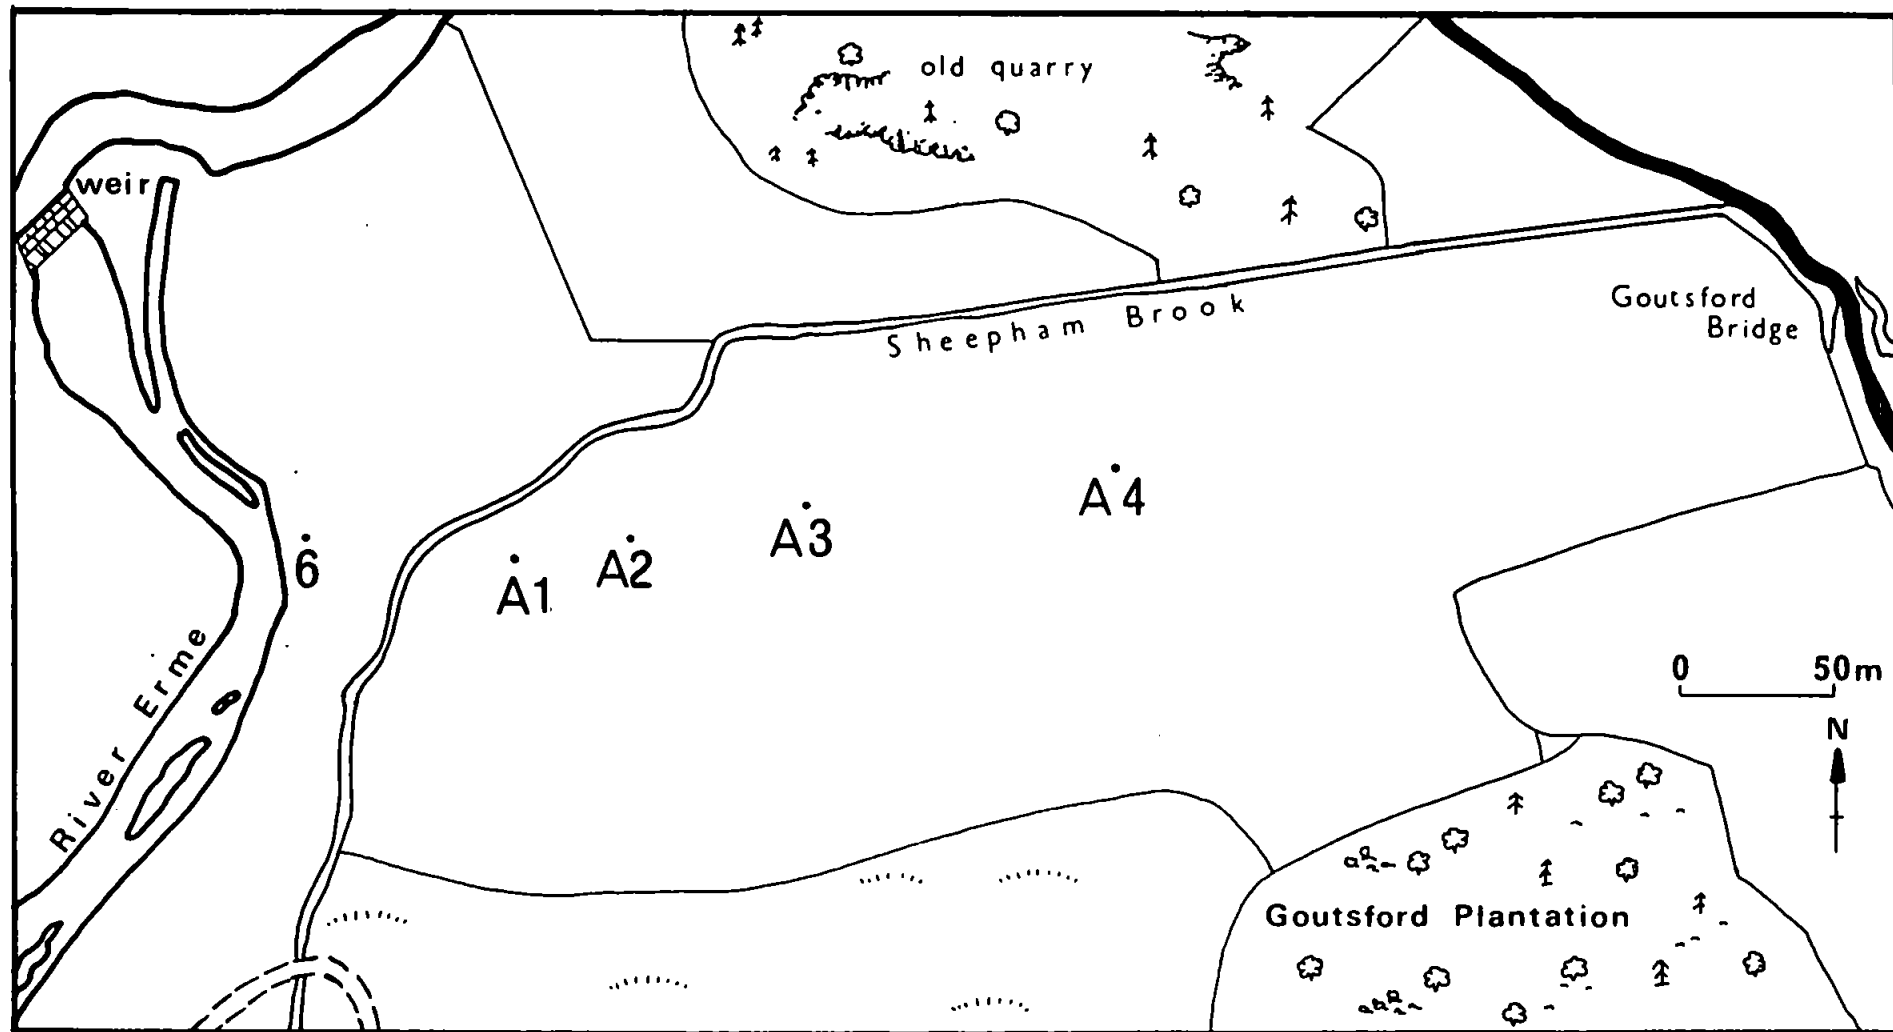 old quarry
weir
Sheepham Brook
Goutsford
Bridge
A4
A3
6
A2
A1
River Erme
0 50m
N
Goutsford Plantation